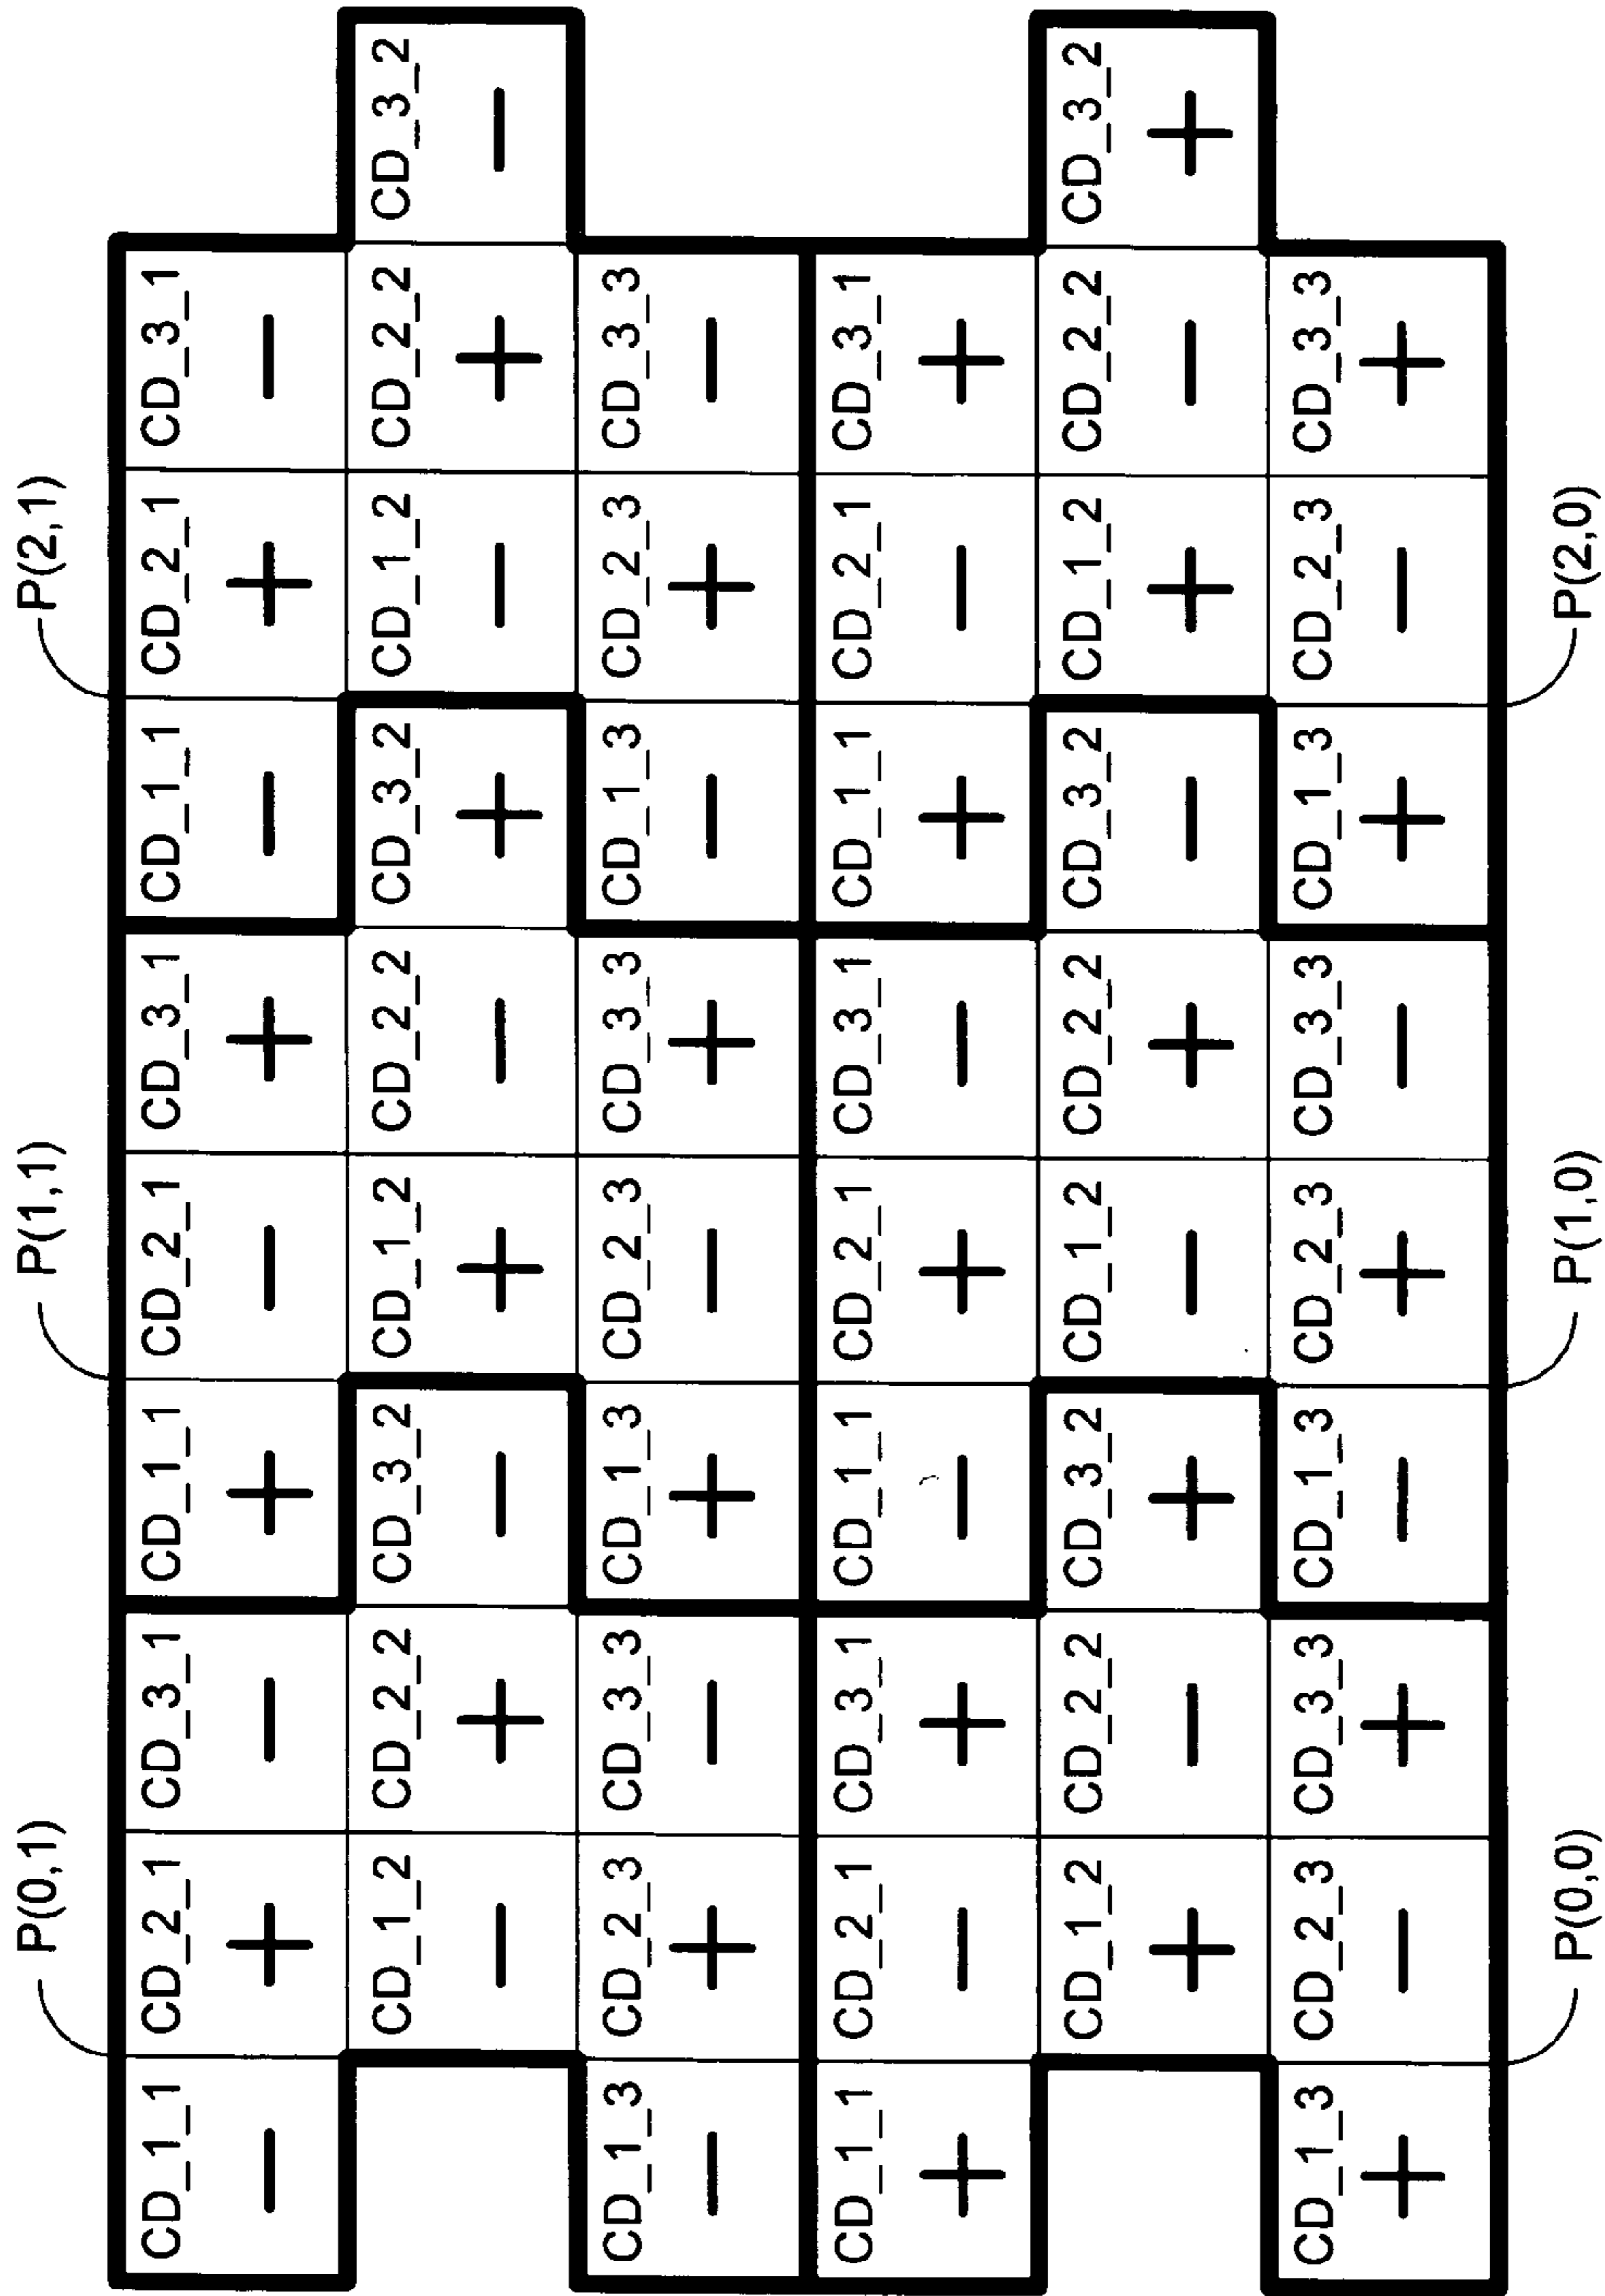 P(0,1) P(1,1) P(2,1)
CD_1_1 CD_2_1 CD_3_1 CD_1_1 CD_2_1 CD_3_1 CD_1_1 CD_2_1 CD_3_1
− + − + − + − + −
CD_1_2 CD_2_2 CD_3_2 CD_1_2 CD_2_2 CD_3_2 CD_1_2 CD_2_2 CD_3_2
− + − + − + − + −
CD_1_3 CD_2_3 CD_3_3 CD_1_3 CD_2_3 CD_3_3 CD_1_3 CD_2_3 CD_3_3
− + − + − + − + −
CD_1_1 CD_2_1 CD_3_1 CD_1_1 CD_2_1 CD_3_1 CD_1_1 CD_2_1 CD_3_1
+ − + − + − + − +
CD_1_2 CD_2_2 CD_3_2 CD_1_2 CD_2_2 CD_3_2 CD_1_2 CD_2_2 CD_3_2
+ − + − + − + − +
CD_1_3 CD_2_3 CD_3_3 CD_1_3 CD_2_3 CD_3_3 CD_1_3 CD_2_3 CD_3_3
+ − + − + − + − +
P(0,0) P(1,0) P(2,0)